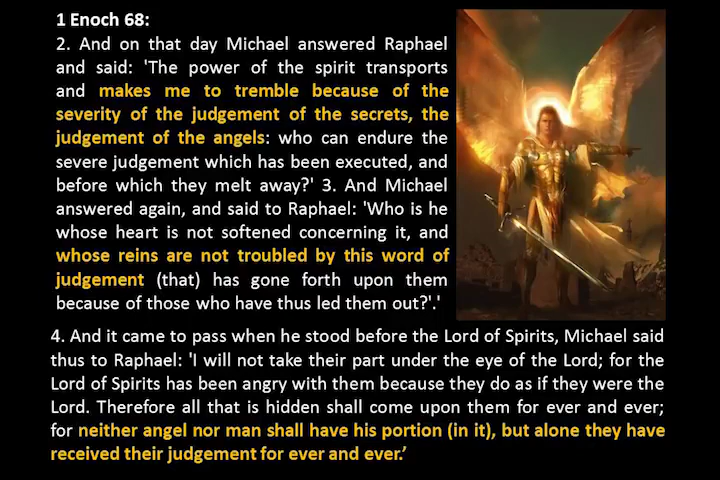 1 Enoch 68:
2. And on that day Michael answered Raphael
and said: 'The power of the spirit transports
and makes me to tremble because of the
severity of the judgement of the secrets, the
judgement of the angels: who can endure the
severe judgement which has been executed, and
before which they melt away?' 3. And Michael
answered again, and said to Raphael: 'Who is he
whose heart is not softened concerning it, and
whose reins are not troubled by this word of
judgement (that) has gone forth upon them
because of those who have thus led them out?'.'
4. And it came to pass when he stood before the Lord of Spirits, Michael said
thus to Raphael: 'I will not take their part under the eye of the Lord; for the
Lord of Spirits has been angry with them because they do as if they were the
Lord. Therefore all that is hidden shall come upon them for ever and ever;
for neither angel nor man shall have his portion (in it), but alone they have
received their judgement for ever and ever.’